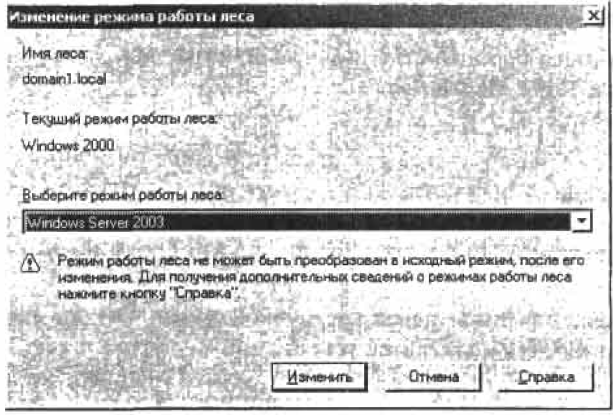 Изменение режима работы леса
Имя леса:
domain1.local
Текущий режим работы леса:
Windows 2000
Выберите режим работы леса:
Windows Server 2003
Режим работы леса не может быть преобразован в исходный режим, после его
изменения. Для получения дополнительных сведений о режимах работы леса
нажмите кнопку "Справка".
Изменить Отмена Справка